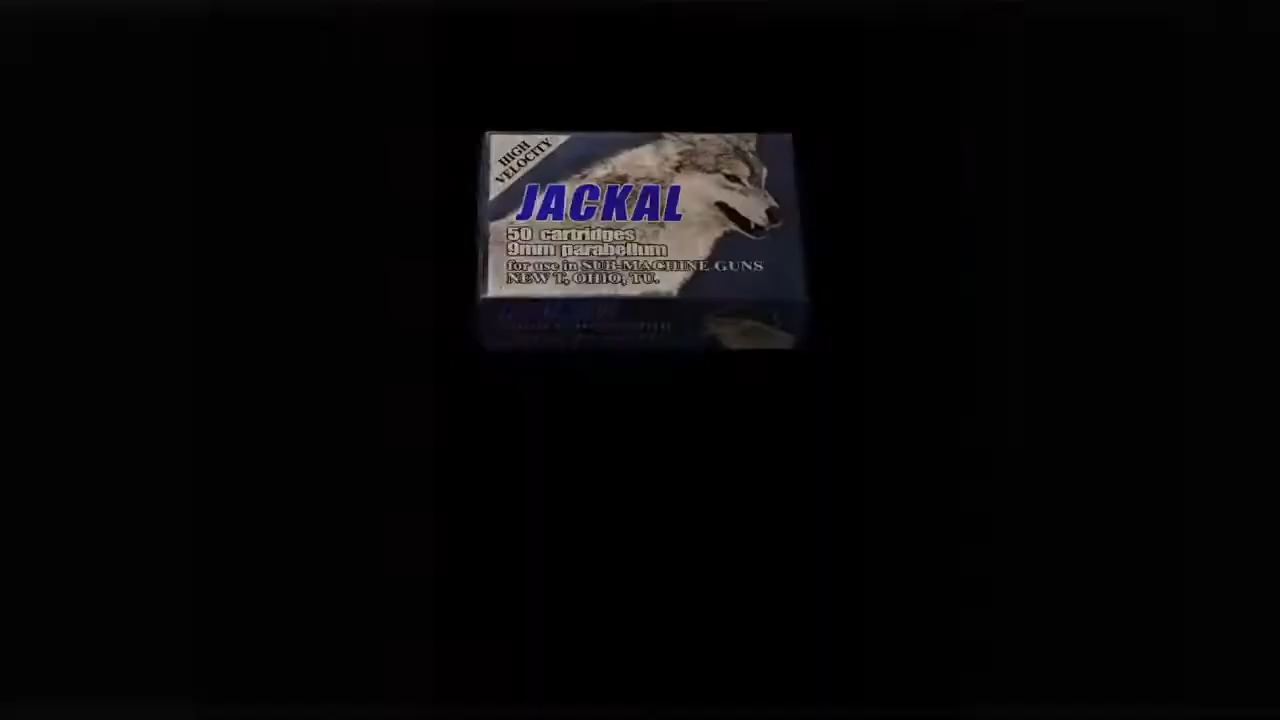 HIGH
VELOCITY
JACKAL
50 cartridges
9mm parabellum
for use in SUB-MACHINE GUNS
NEW T, OHIO, TU.